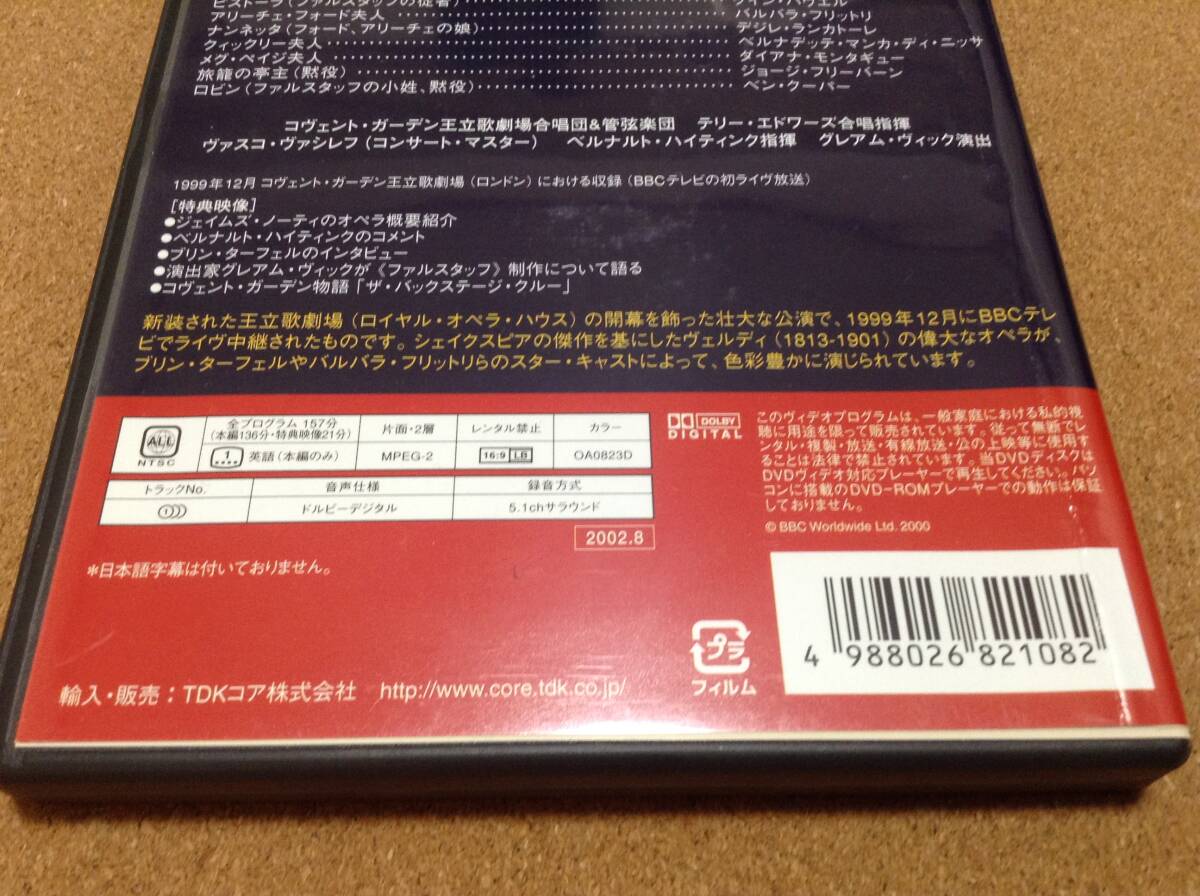 ピストーラ(ファルスタッフの従者)
アリーチェ・フォード夫人 バルバラ・フリットリ
ナンネッタ(フォード、アリーチェの娘) デジレ・ランカトーレ
クィックリー夫人 ベルナデッテ・マンカ・ディ・ニッサ
メグ・ペイジ夫人 ダイアナ・モンタギュー
旅籠の亭主(黙役) ジョージ・フリーバーン
ロビン(ファルスタッフの小姓、黙役) ベン・クーパー
コヴェント・ガーデン王立歌劇場合唱団&管弦楽団 テリー・エドワーズ合唱指揮
ヴァスコ・ヴァシレフ(コンサート・マスター) ベルナルト・ハイティンク指揮 グレアム・ヴィック演出
1999年12月 コヴェント・ガーデン王立歌劇場(ロンドン)における収録(BBCテレビの初ライヴ放送)
[特典映像]
●ジェイムズ・ノーティのオペラ概要紹介
●ベルナルト・ハイティンクのコメント
●ブリン・ターフェルのインタビュー
●演出家グレアム・ヴィックが《ファルスタッフ》制作について語る
●コヴェント・ガーデン物語「ザ・バックステージ・クルー」
新装された王立歌劇場(ロイヤル・オペラ・ハウス)の開幕を飾った壮大な公演で、1999年12月にBBCテレ
ビでライヴ中継されたものです。シェイクスピアの傑作を基にしたヴェルディ(1813-1901)の偉大なオペラが、
ブリン・ターフェルやバルバラ・フリットリらのスター・キャストによって、色彩豊かに演じられています。
ALL
NTSC
全プログラム 157分
(本編136分・特典映像21分)
片面・2層
レンタル禁止
カラー
1 英語(本編のみ)
MPEG-2
16:9 LB
OA0823D
トラックNo.
音声仕様
録音方式
1
ドルビーデジタル
5.1chサラウンド
2002.8
DOLBY
DIGITAL
このヴィデオプログラムは、一般家庭における私的視
聴に用途を限って販売されています。従って無断でレ
ンタル・複製・放送・有線放送・公の上映等に使用す
ることは法律で禁止されています。当DVDディスクは
DVDヴィデオ対応プレーヤーで再生してください。パソ
コンに搭載のDVD-ROMプレーヤーでの動作は保証
しておりません。
© BBC Worldwide Ltd. 2000
*日本語字幕は付いておりません。
プラ
フィルム
4 988026 821082
輸入・販売:TDKコア株式会社 http://www.core.tdk.co.jp/